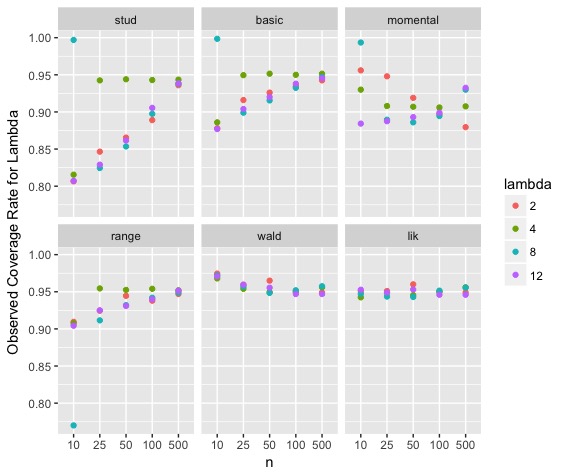 stud basic momental
1.00
0.95
0.90
0.85
0.80
range wald lik
1.00
0.95
0.90
0.85
0.80
10 25 50 100 500 10 25 50 100 500 10 25 50 100 500
n
Observed Coverage Rate for Lambda
lambda
2
4
8
12